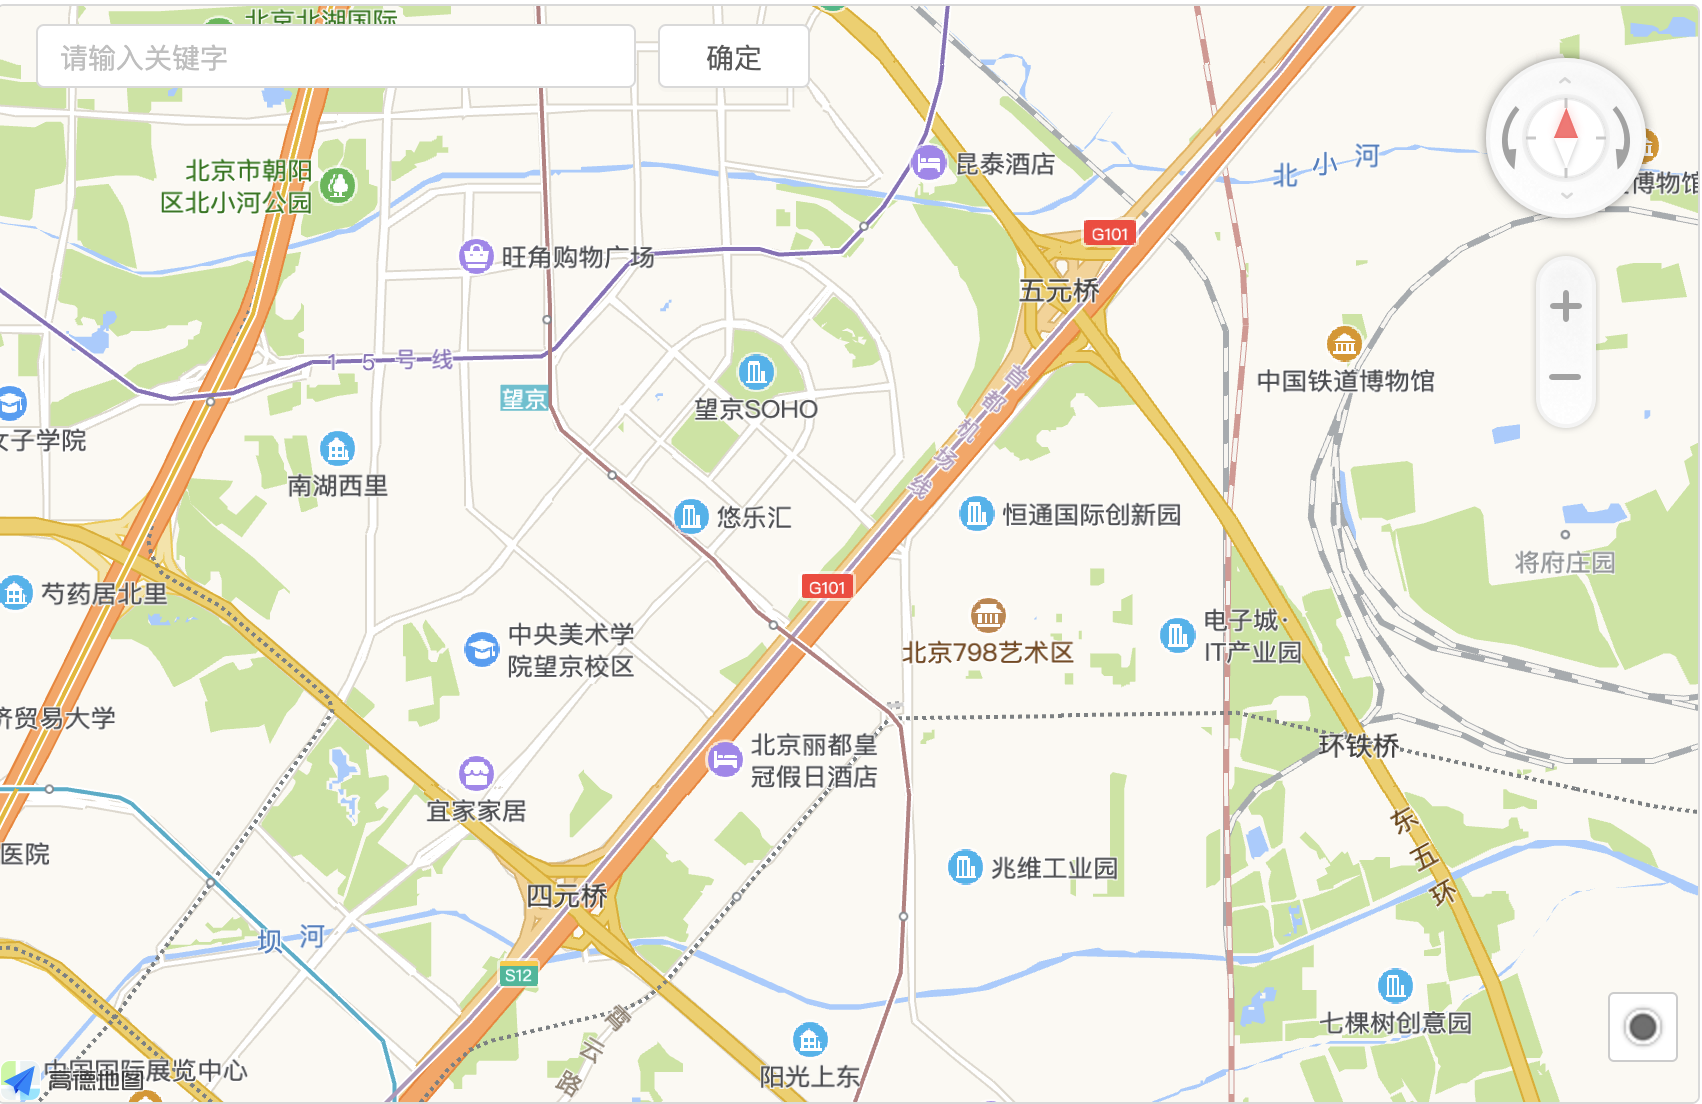 北京北湖国际
请输入关键字
确定
北京市朝阳
区北小河公园
昆泰酒店
北小河
博物馆
G101
旺角购物广场
五元桥
15号线
首都机场线
望京
望京SOHO
中国铁道博物馆
女子学院
南湖西里
悠乐汇
恒通国际创新园
将府庄园
G101
芍药居北里
中央美术学
院望京校区
北京798艺术区
电子城·
IT产业园
济贸易大学
北京丽都皇
冠假日酒店
环铁桥
宜家家居
东五环
医院
兆维工业园
四元桥
坝河
S12
七棵树创意园
霄云路
中国国际展览中心
高德地图
阳光上东